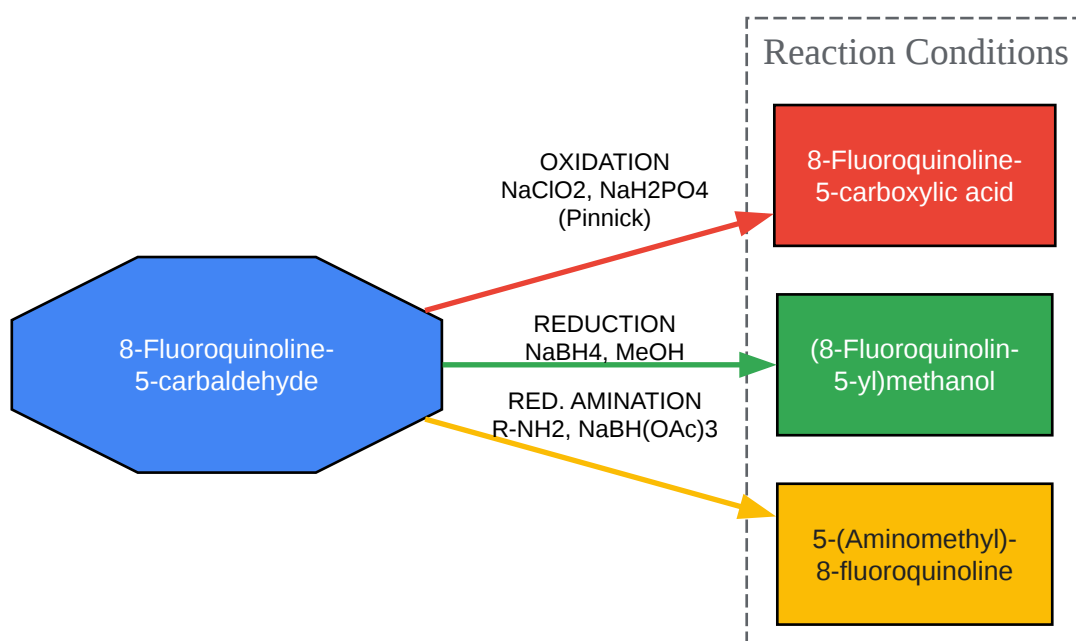 Reaction Conditions
OXIDATION
NaClO2, NaH2PO4
(Pinnick)
8-Fluoroquinoline-
5-carboxylic acid
8-Fluoroquinoline-
5-carbaldehyde
REDUCTION
NaBH4, MeOH
(8-Fluoroquinolin-
5-yl)methanol
RED. AMINATION
R-NH2, NaBH(OAc)3
5-(Aminomethyl)-
8-fluoroquinoline